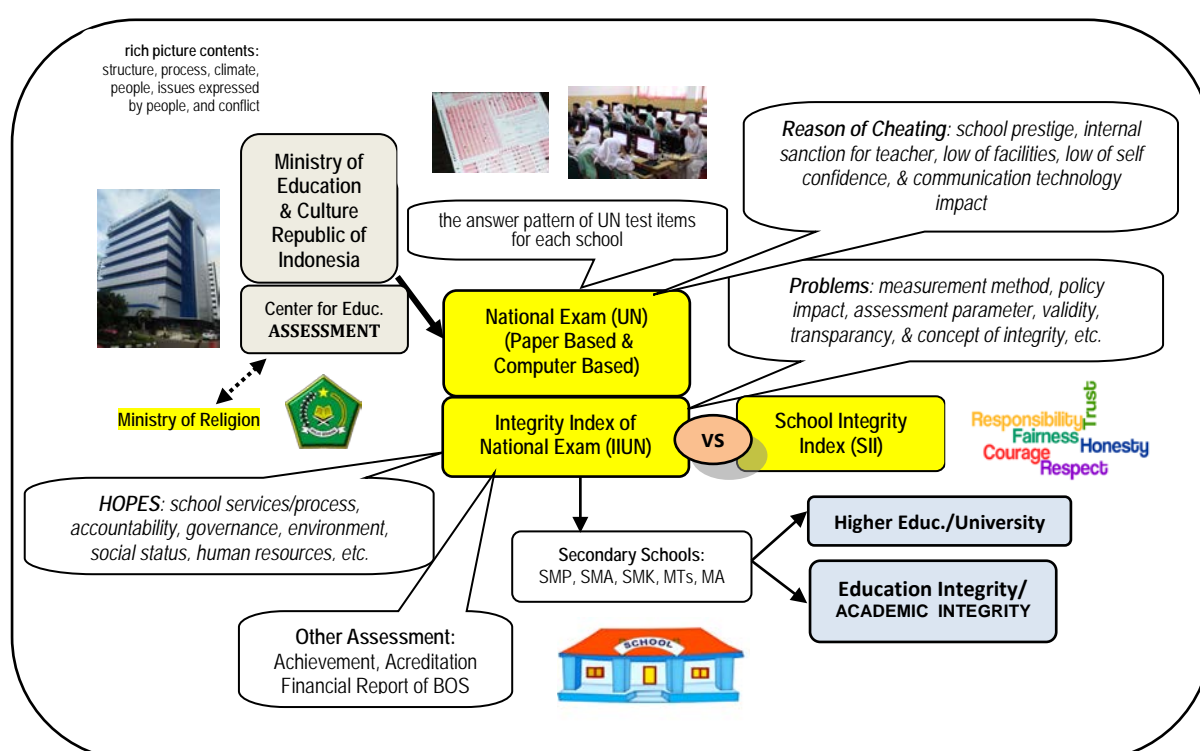 rich picture contents:
structure, process, climate,
people, issues expressed
by people, and conflict
Ministry of
Education
& Culture
Republic of
Indonesia
Center for Educ.
ASSESSMENT
Ministry of Religion
the answer pattern of UN test items
for each school
Reason of Cheating: school prestige, internal
sanction for teacher, low of facilities, low of self
confidence, & communication technology
impact
National Exam (UN)
(Paper Based &
Computer Based)
Problems: measurement method, policy
impact, assessment parameter, validity,
transparancy, & concept of integrity, etc.
Integrity Index of
National Exam (IIUN)
VS
School Integrity
Index (SII)
Responsibility
Trust
Fairness
Honesty
Courage
Respect
HOPES: school services/process,
accountability, governance, environment,
social status, human resources, etc.
Secondary Schools:
SMP, SMA, SMK, MTs, MA
Higher Educ./University
Education Integrity/
ACADEMIC INTEGRITY
Other Assessment:
Achievement, Acreditation
Financial Report of BOS
SCHOOL